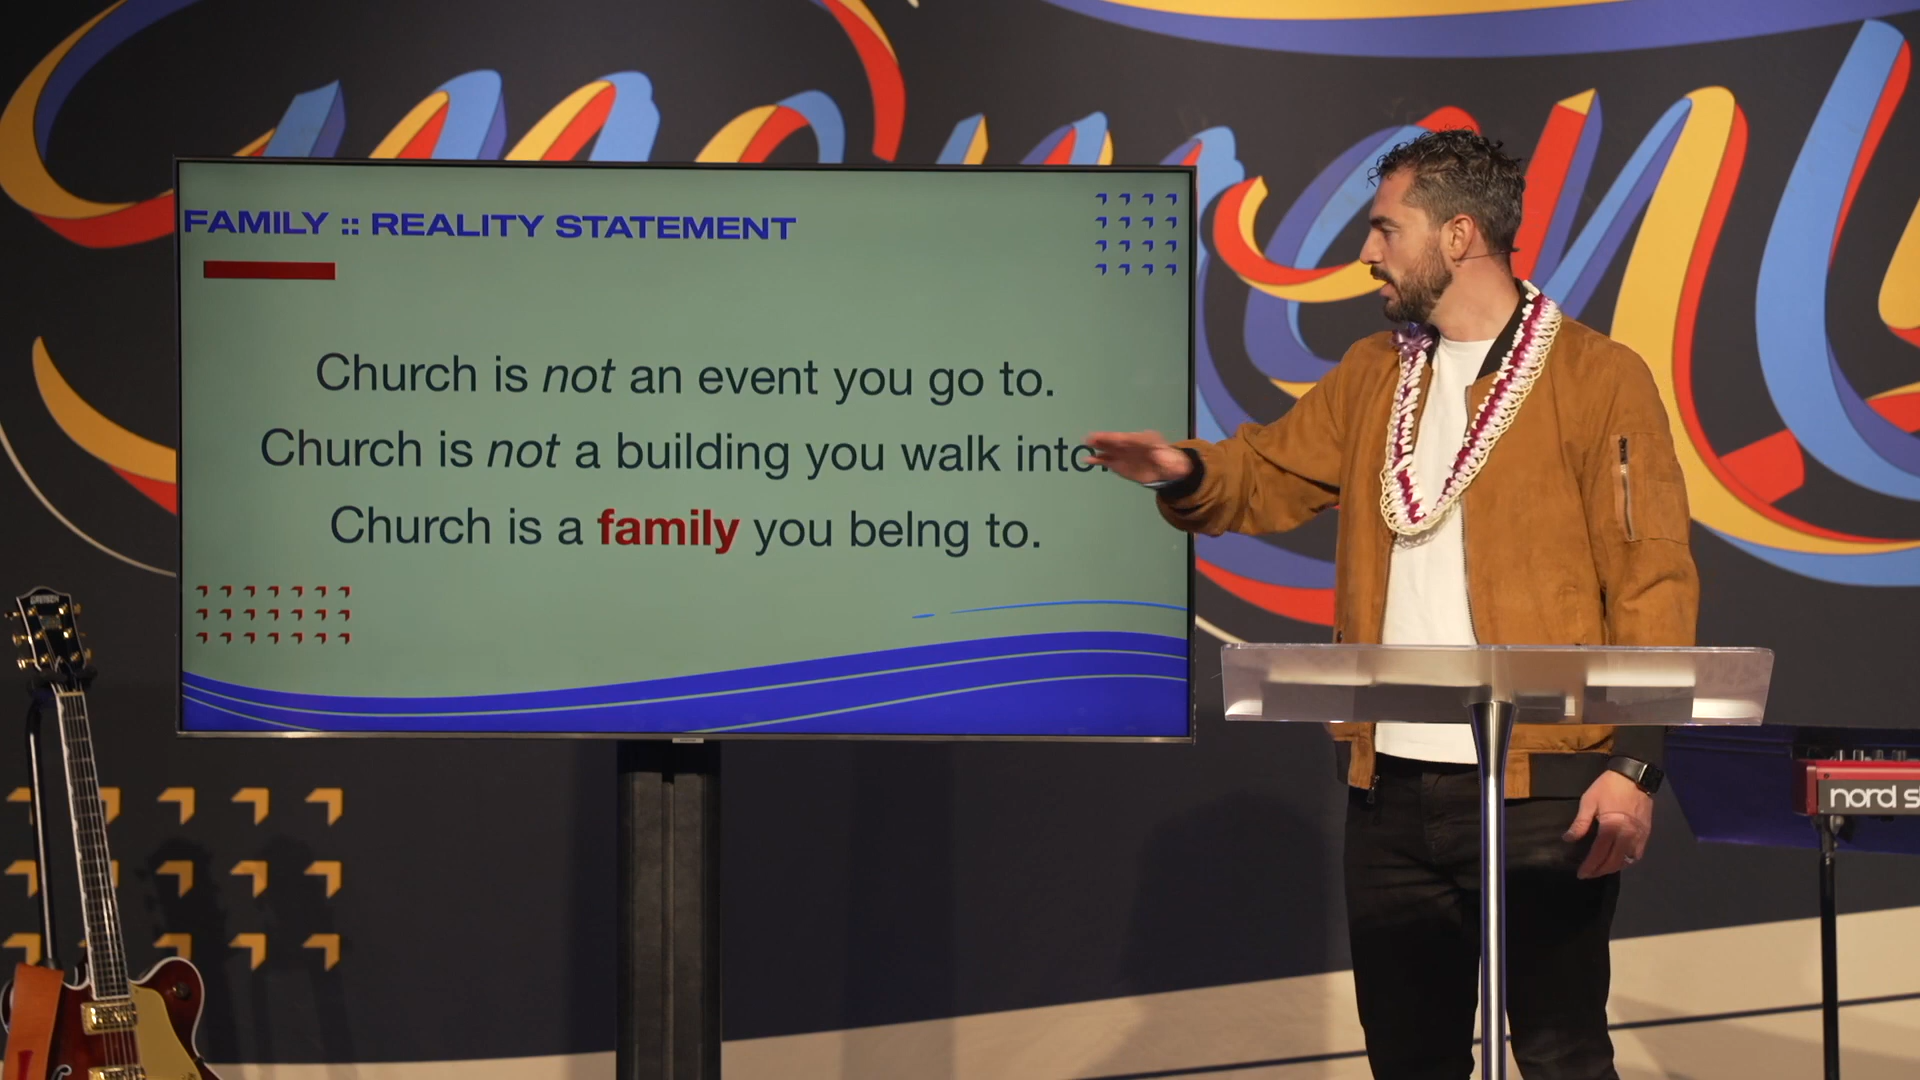 FAMILY :: REALITY STATEMENT
Church is not an event you go to.
Church is not a building you walk into.
Church is a family you belng to.
GRETSCH
nord s